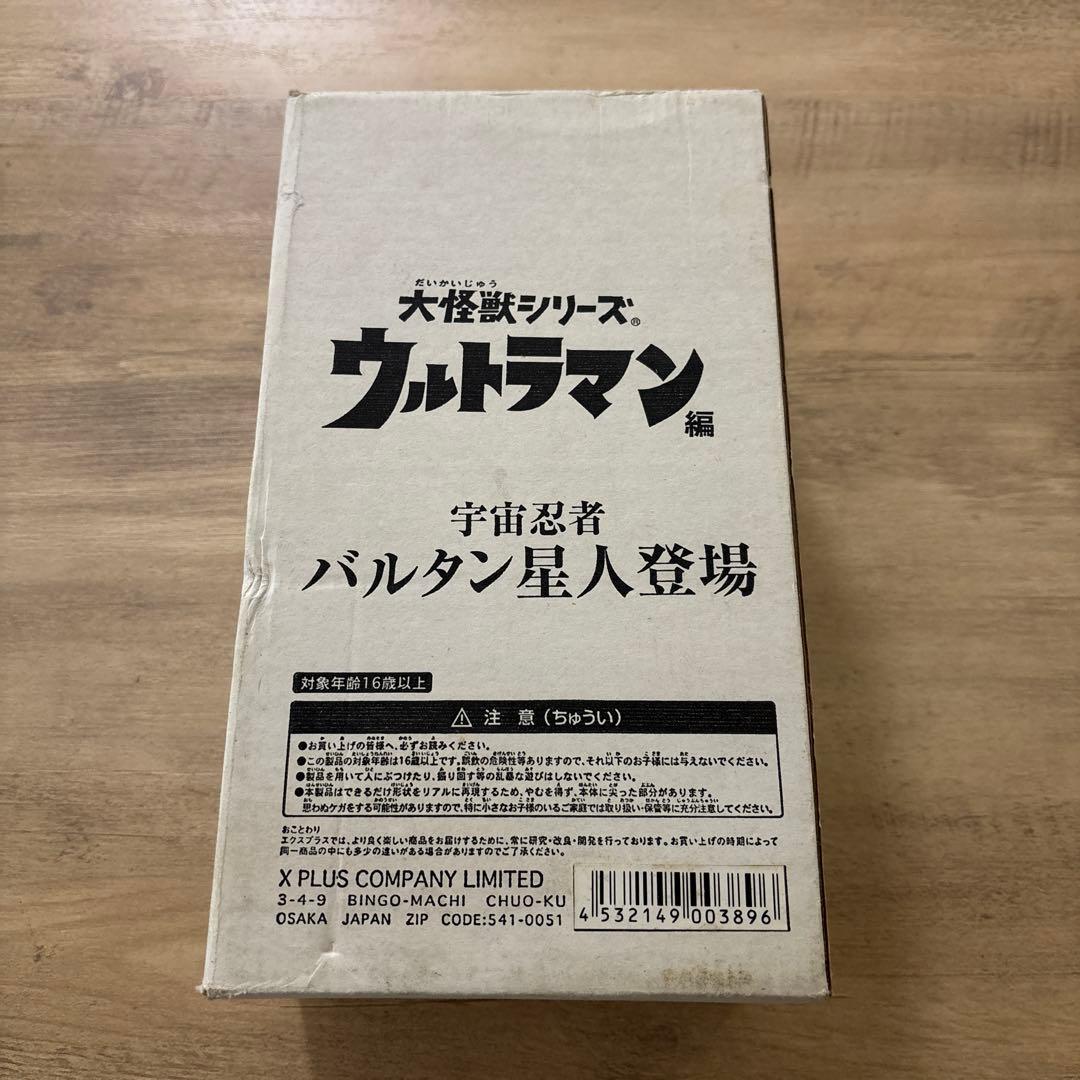 だいかいじゅう
大怪獣シリーズ®
ウルトラマン編
宇宙忍者
バルタン星人登場
対象年齢16歳以上
⚠ 注 意(ちゅうい)
●お買い上げの皆様へ、必ずお読みください。
●この製品の対象年齢は16歳以上です。誤飲の危険性等ありますので、それ以下のお子様には与えないでください。
●製品を用いて人にぶつけたり、振り回す等の乱暴な遊びはしないでください。
●本製品はできるだけ形状をリアルに再現するため、やむを得ず、本体に尖った部分があります。
思わぬケガをする可能性がありますので、特に小さなお子様のいるご家庭では取り扱い・保管等に充分注意してください。
おことわり
エクスプラスでは、より良く楽しい商品をお届けするために、常に研究・改良・開発を行っております。お買い上げの時期によって
同一商品の中にも多少の違いがある場合がありますのでご了承ください。
X PLUS COMPANY LIMITED
3-4-9 BINGO-MACHI CHUO-KU
OSAKA JAPAN ZIP CODE:541-0051
4 532149 003896